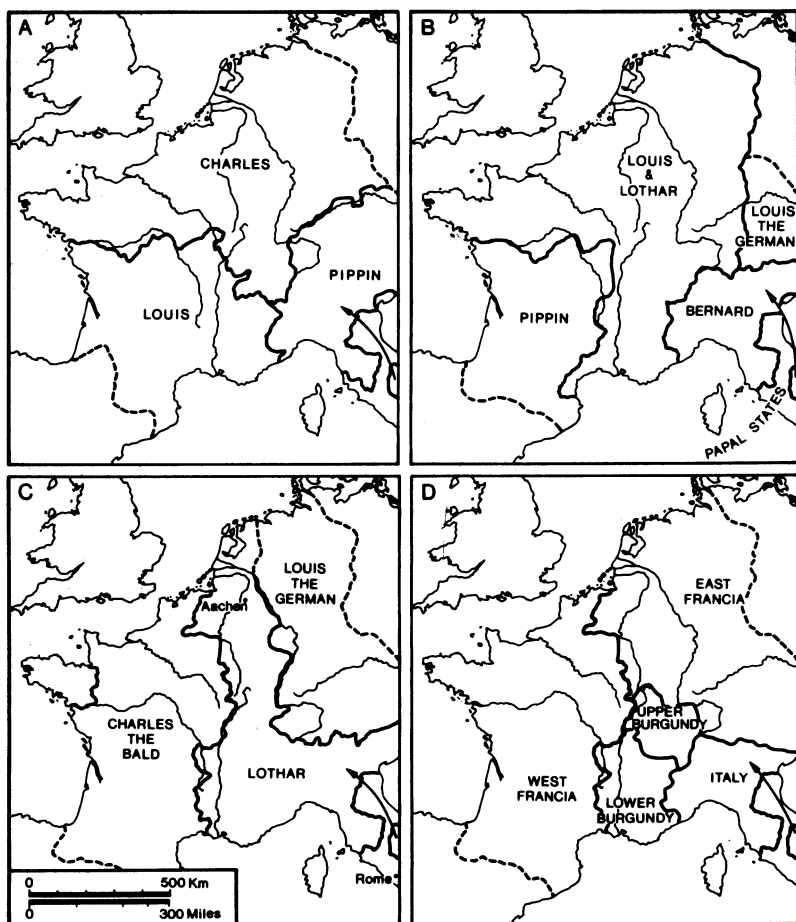 A
CHARLES
LOUIS
PIPPIN
B
LOUIS
&
LOTHAR
LOUIS
THE
GERMAN
PIPPIN
BERNARD
PAPAL STATES
C
LOUIS
THE
GERMAN
Aachen
CHARLES
THE
BALD
LOTHAR
Rome
0 500 Km
0 300 Miles
D
EAST
FRANCIA
UPPER
BURGUNDY
WEST
FRANCIA
LOWER
BURGUNDY
ITALY